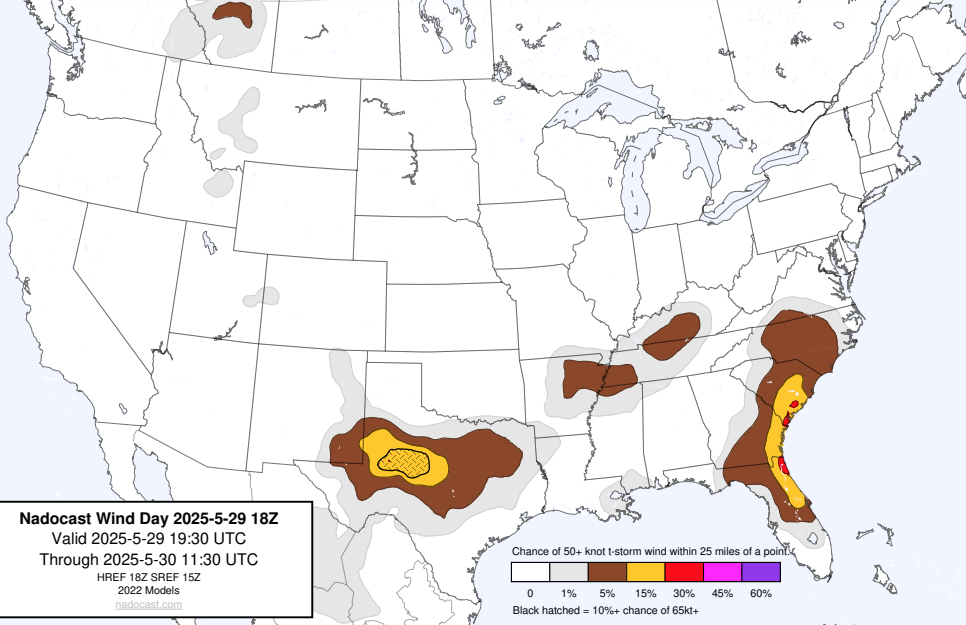 Nadocast Wind Day 2025-5-29 18Z
Valid 2025-5-29 19:30 UTC
Through 2025-5-30 11:30 UTC
HREF 18Z SREF 15Z
2022 Models
nadocast.com
Chance of 50+ knot t-storm wind within 25 miles of a point.
0 1% 5% 15% 30% 45% 60%
Black hatched = 10%+ chance of 65kt+